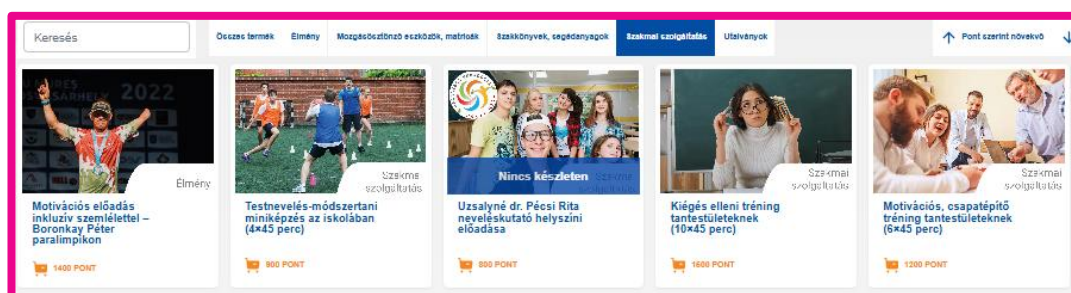 Keresés
Összes termék Élmény Mozgásösztönző eszközök, matricák Szakkönyvek, segédanyagok Szakmai szolgáltatás Utalványok
Pont szerint növekvő
2022
Élmény
Motivációs előadás
inkluzív szemlélettel –
Boronkay Péter
paralimpikon
1400 PONT
Szakmai
szolgáltatás
Testnevelés-módszertani
miniképzés az iskolában
(4×45 perc)
900 PONT
Nincs készleten
Szakmai
szolgáltatás
Uzsalyné dr. Pécsi Rita
neveléskutató helyszíni
előadása
800 PONT
Szakmai
szolgáltatás
Kiégés elleni tréning
tantestületeknek
(10×45 perc)
1600 PONT
Szakmai
szolgáltatás
Motivációs, csapatépítő
tréning tantestületeknek
(6×45 perc)
1200 PONT